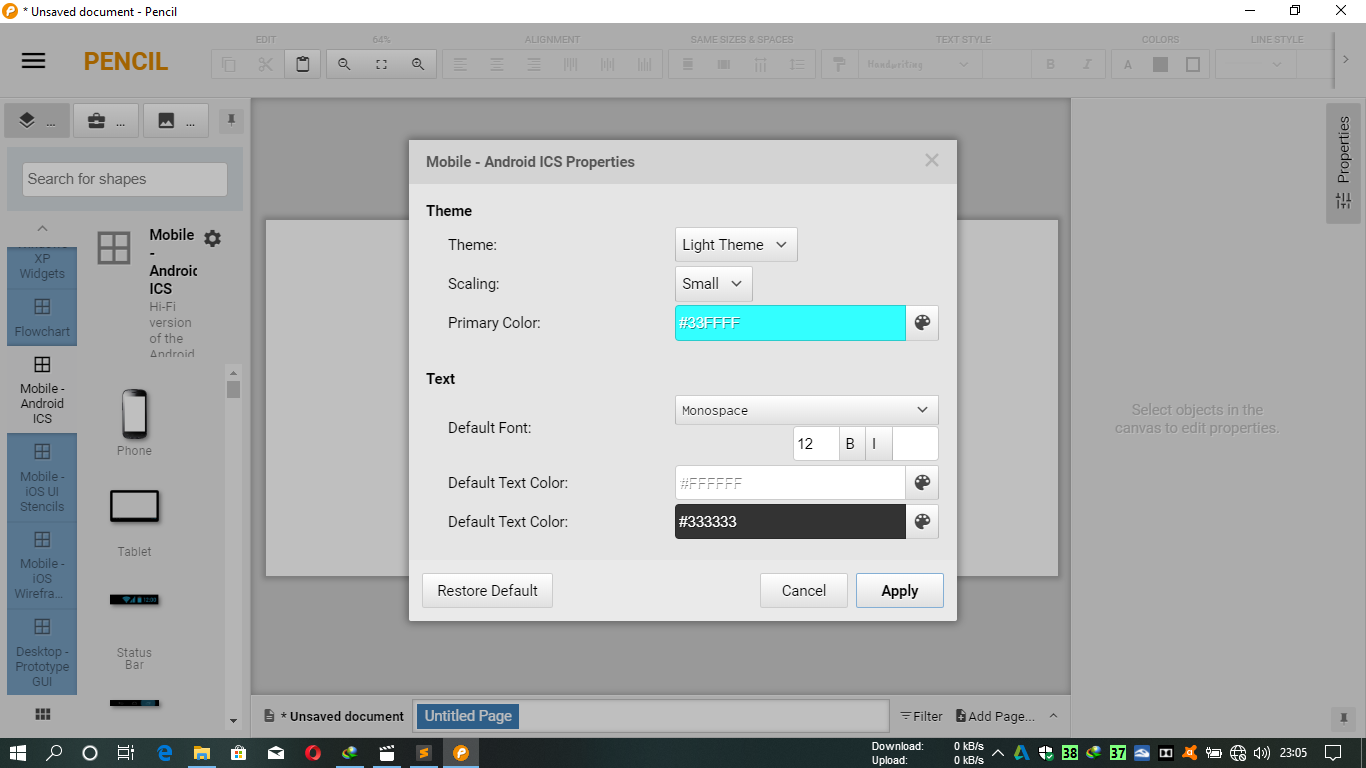 * Unsaved document - Pencil
PENCIL
EDIT
64%
ALIGNMENT
SAME SIZES & SPACES
TEXT STYLE
COLORS
LINE STYLE
Handwriting
B
I
A
...
...
...
Search for shapes
XP
Widgets
Flowchart
Mobile -
Android
ICS
Mobile -
iOS UI
Stencils
Mobile -
iOS
Wirefra...
Desktop -
Prototype
GUI
Mobile
-
Android
ICS
Hi-Fi
version
of the
Android
Phone
Tablet
Status
Bar
Mobile - Android ICS Properties
Theme
Theme:
Light Theme
Scaling:
Small
Primary Color:
#33FFFF
Text
Default Font:
Monospace
12
B
I
Default Text Color:
#FFFFFF
Default Text Color:
#333333
Restore Default
Cancel
Apply
Properties
Select objects in the
canvas to edit properties.
* Unsaved document
Untitled Page
Filter
Add Page...
Download:
0 kB/s
Upload:
0 kB/s
38
37
23:05